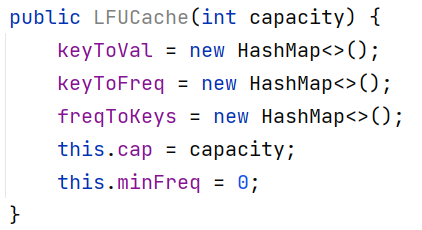 public LFUCache(int capacity) {
    keyToVal = new HashMap<>();
    keyToFreq = new HashMap<>();
    freqToKeys = new HashMap<>();
    this.cap = capacity;
    this.minFreq = 0;
}